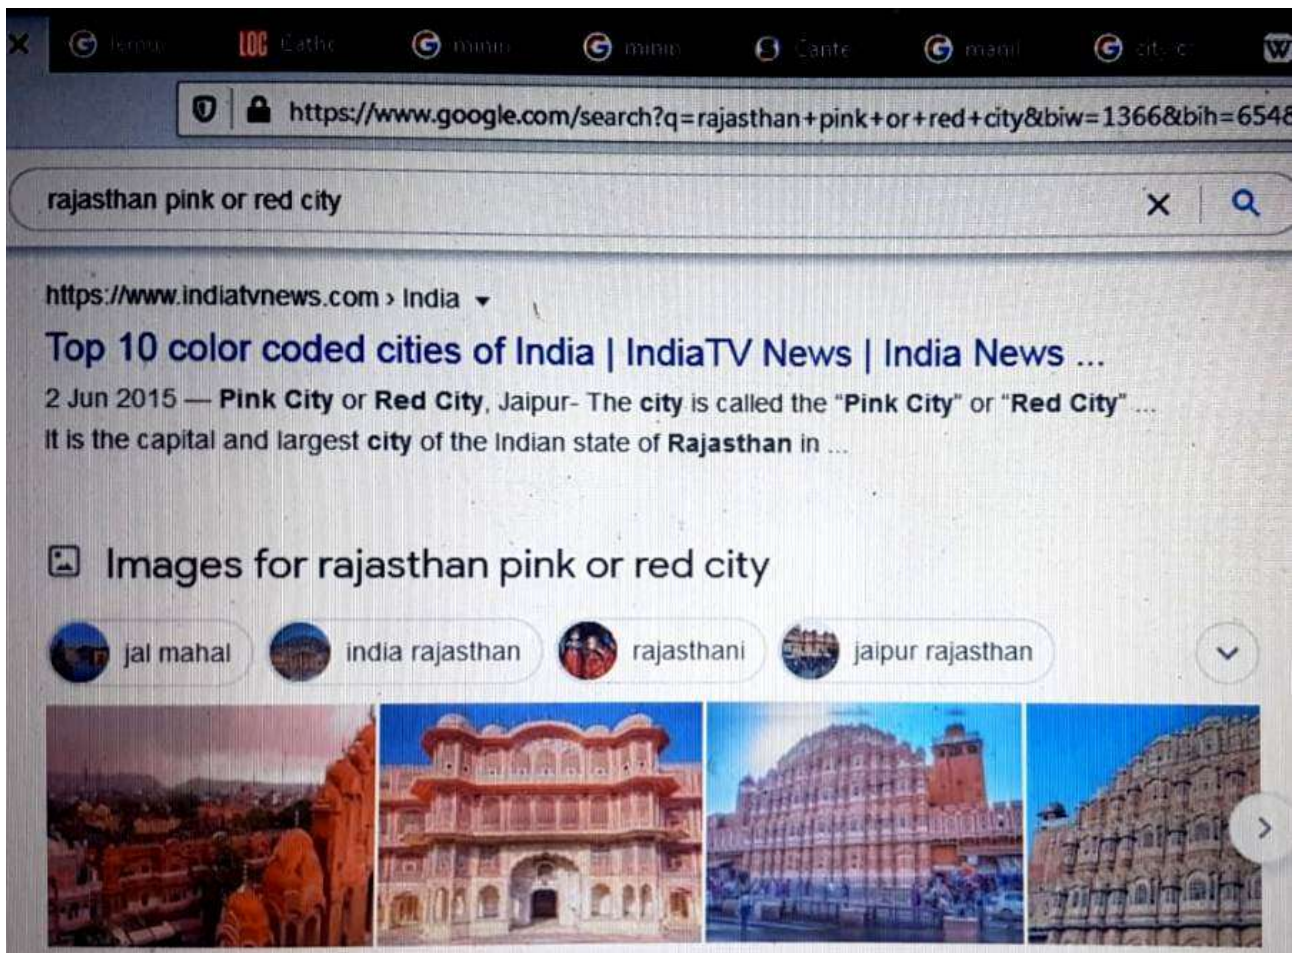 LOC
W
https://www.google.com/search?q=rajasthan+pink+or+red+city&biw=1366&bih=6548
rajasthan pink or red city
https://www.indiatvnews.com › India
Top 10 color coded cities of India | IndiaTV News | India News ...
2 Jun 2015 — Pink City or Red City, Jaipur- The city is called the "Pink City" or "Red City" ...
It is the capital and largest city of the Indian state of Rajasthan in ...
Images for rajasthan pink or red city
jal mahal
india rajasthan
rajasthani
jaipur rajasthan